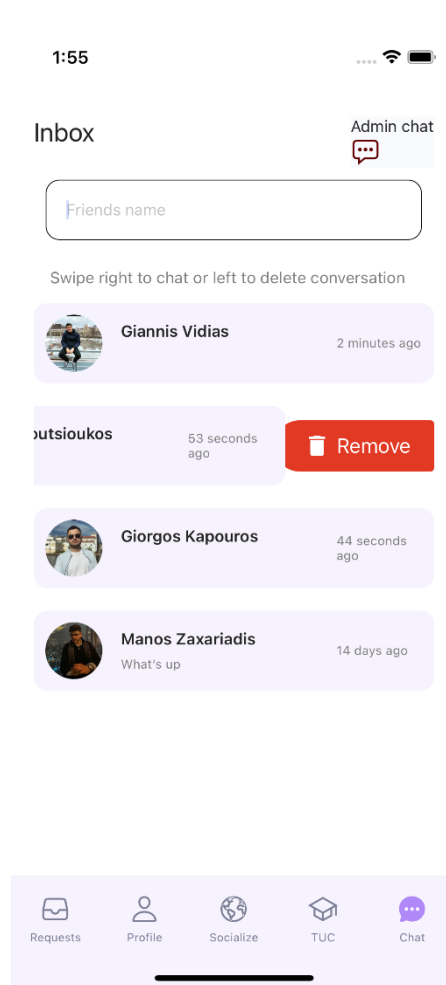 1:55
Inbox
Admin chat
Friends name
Swipe right to chat or left to delete conversation
Giannis Vidias
2 minutes ago
outsioukos
53 seconds
ago
Remove
Giorgos Kapouros
44 seconds
ago
Manos Zaxariadis
What's up
14 days ago
Requests
Profile
Socialize
TUC
Chat